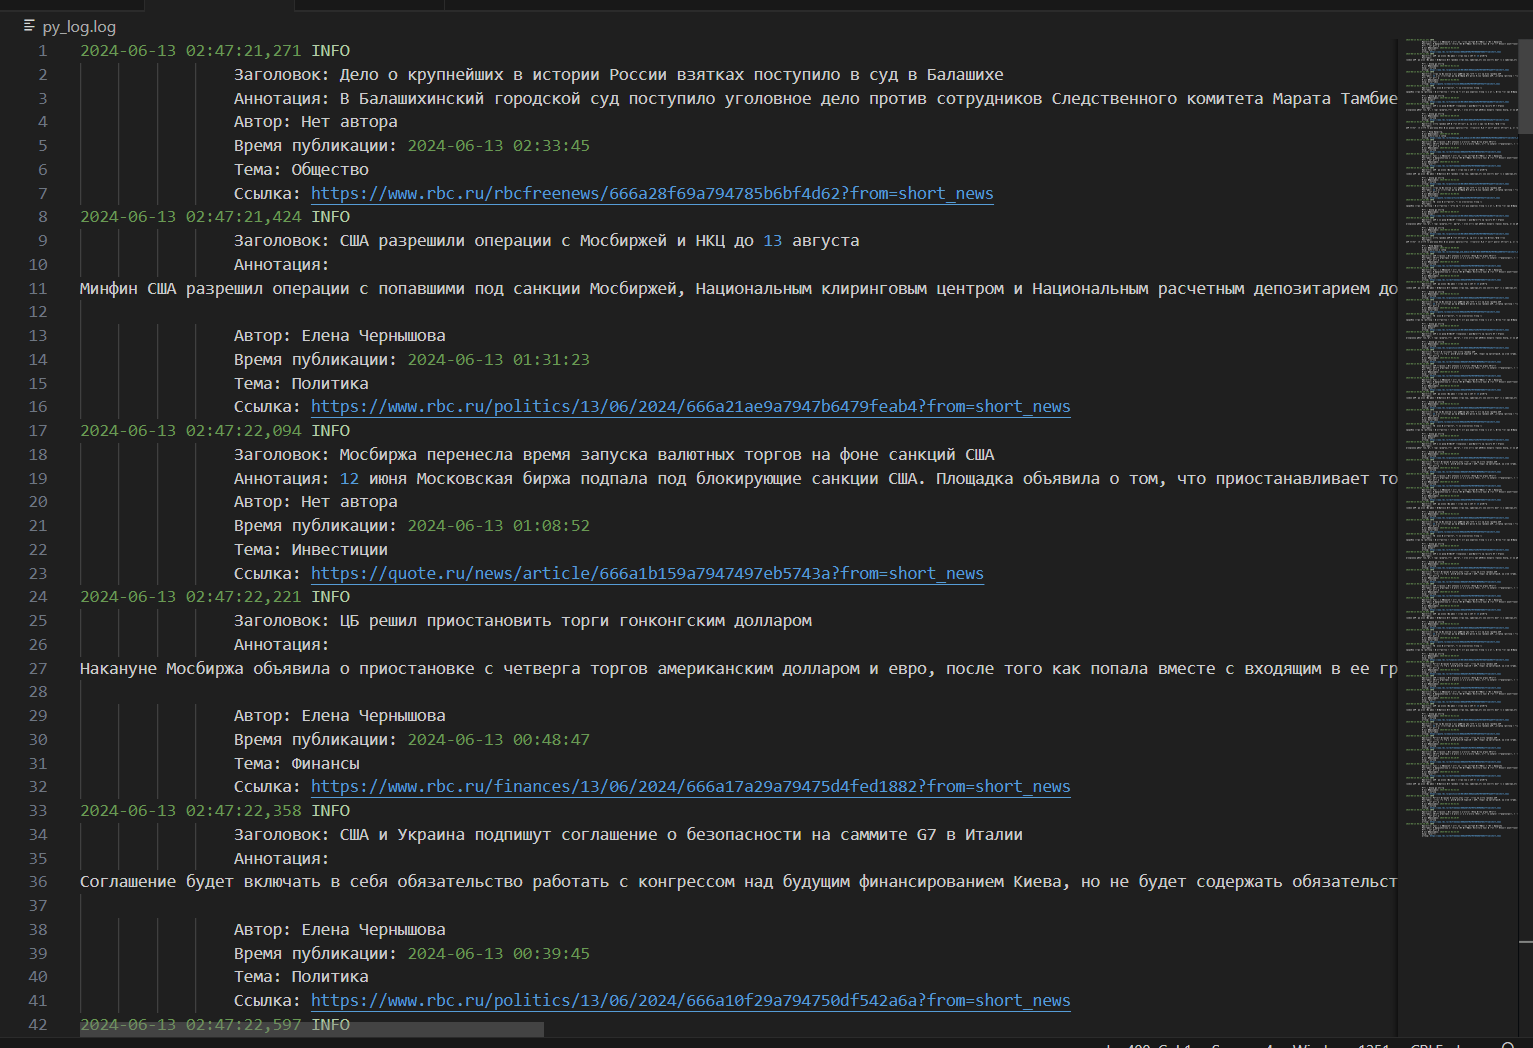 py_log.log
1 2024-06-13 02:47:21,271 INFO
2 Заголовок: Дело о крупнейших в истории России взятках поступило в суд в Балашихе
3 Аннотация: В Балашихинский городской суд поступило уголовное дело против сотрудников Следственного комитета Марата Тамбие
4 Автор: Нет автора
5 Время публикации: 2024-06-13 02:33:45
6 Тема: Общество
7 Ссылка: https://www.rbc.ru/rbcfreenews/666a28f69a794785b6bf4d62?from=short_news
8 2024-06-13 02:47:21,424 INFO
9 Заголовок: США разрешили операции с Мосбиржей и НКЦ до 13 августа
10 Аннотация:
11 Минфин США разрешил операции с попавшими под санкции Мосбиржей, Национальным клиринговым центром и Национальным расчетным депозитарием до
12
13 Автор: Елена Чернышова
14 Время публикации: 2024-06-13 01:31:23
15 Тема: Политика
16 Ссылка: https://www.rbc.ru/politics/13/06/2024/666a21ae9a7947b6479feab4?from=short_news
17 2024-06-13 02:47:22,094 INFO
18 Заголовок: Мосбиржа перенесла время запуска валютных торгов на фоне санкций США
19 Аннотация: 12 июня Московская биржа подпала под блокирующие санкции США. Площадка объявила о том, что приостанавливает то
20 Автор: Нет автора
21 Время публикации: 2024-06-13 01:08:52
22 Тема: Инвестиции
23 Ссылка: https://quote.ru/news/article/666a1b159a7947497eb5743a?from=short_news
24 2024-06-13 02:47:22,221 INFO
25 Заголовок: ЦБ решил приостановить торги гонконгским долларом
26 Аннотация:
27 Накануне Мосбиржа объявила о приостановке с четверга торгов американским долларом и евро, после того как попала вместе с входящим в ее гр
28
29 Автор: Елена Чернышова
30 Время публикации: 2024-06-13 00:48:47
31 Тема: Финансы
32 Ссылка: https://www.rbc.ru/finances/13/06/2024/666a17a29a79475d4fed1882?from=short_news
33 2024-06-13 02:47:22,358 INFO
34 Заголовок: США и Украина подпишут соглашение о безопасности на саммите G7 в Италии
35 Аннотация:
36 Соглашение будет включать в себя обязательство работать с конгрессом над будущим финансированием Киева, но не будет содержать обязательст
37
38 Автор: Елена Чернышова
39 Время публикации: 2024-06-13 00:39:45
40 Тема: Политика
41 Ссылка: https://www.rbc.ru/politics/13/06/2024/666a10f29a794750df542a6a?from=short_news
42 2024-06-13 02:47:22,597 INFO